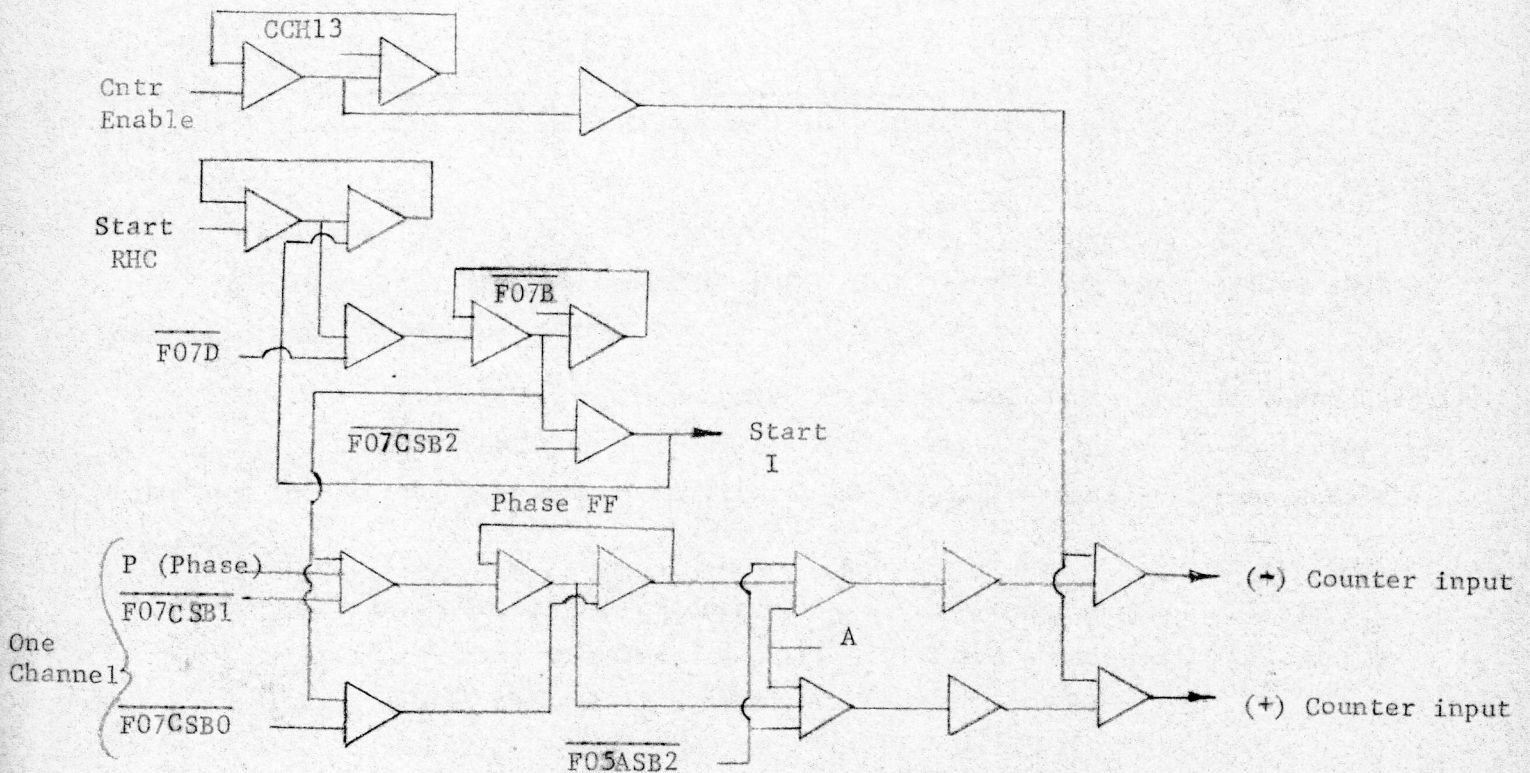 CCH13
Cntr
Enable
Start
RHC
F07B
F07D
F07CSB2
Start
I
Phase FF
P (Phase)
F07CSB1
(-) Counter input
One
Channel
A
F07CSB0
(+) Counter input
F05ASB2